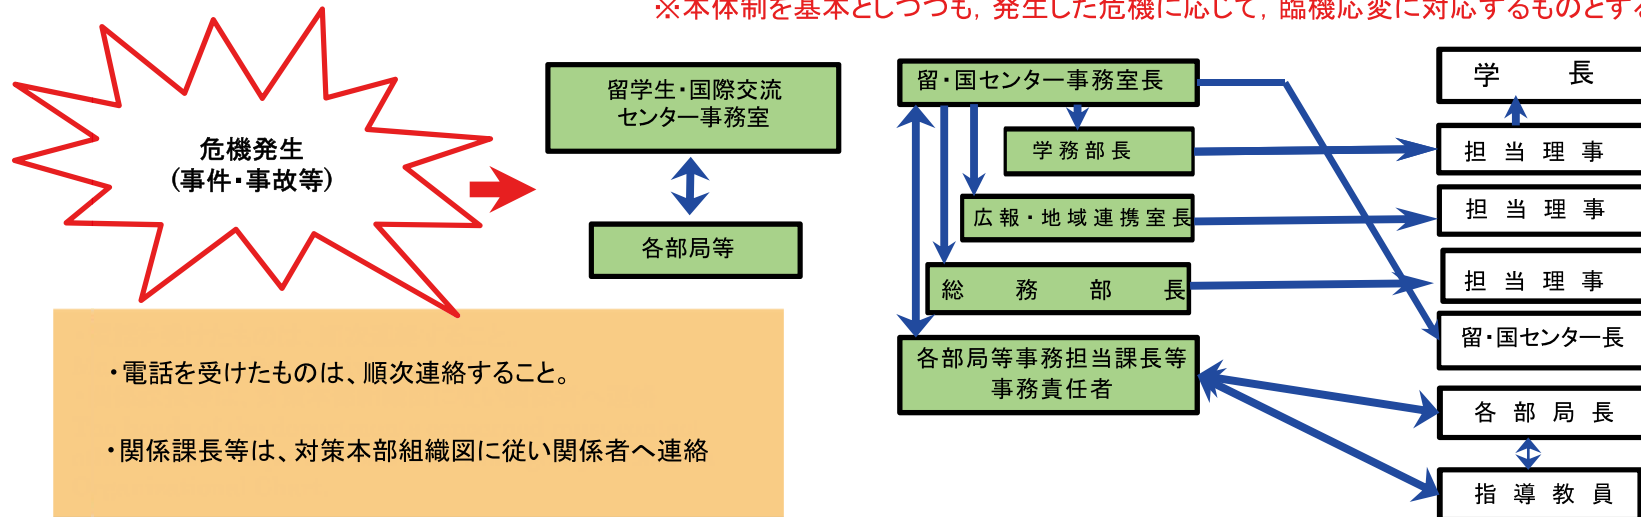 ※本体制を基本としつつも，発生した危機に応じて，臨機応変に対応するものとする
危機発生
(事件・事故等)
留学生・国際交流
センター事務室
各部局等
・電話を受けたものは、順次連絡すること。
・関係課長等は、対策本部組織図に従い関係者へ連絡
留・国センター事務室長
学務部長
広報・地域連携室長
総務部長
各部局等事務担当課長等
事務責任者
学長
担当理事
担当理事
担当理事
留・国センター長
各部局長
指導教員